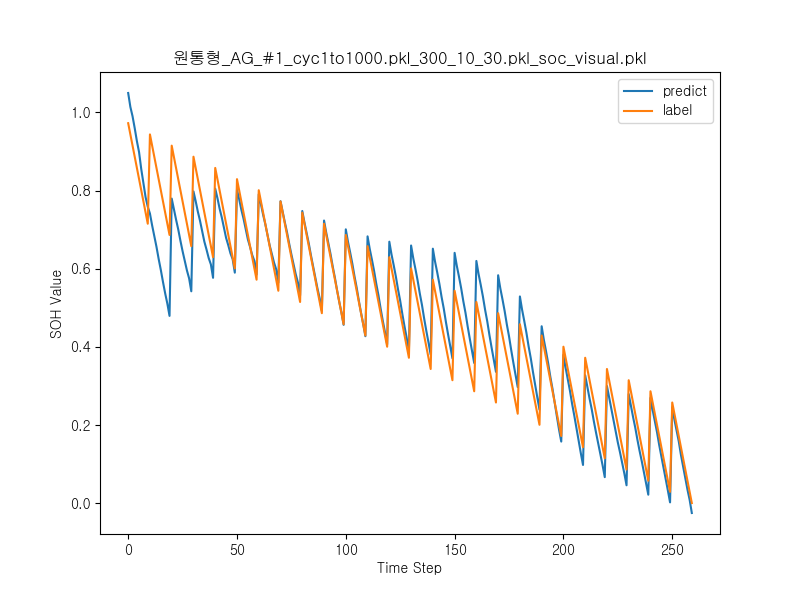 원통형_AG_#1_cyc1to1000.pkl_300_10_30.pkl_soc_visual.pkl
predict
label
1.0
0.8
0.6
0.4
0.2
0.0
SOH Value
0 50 100 150 200 250
Time Step